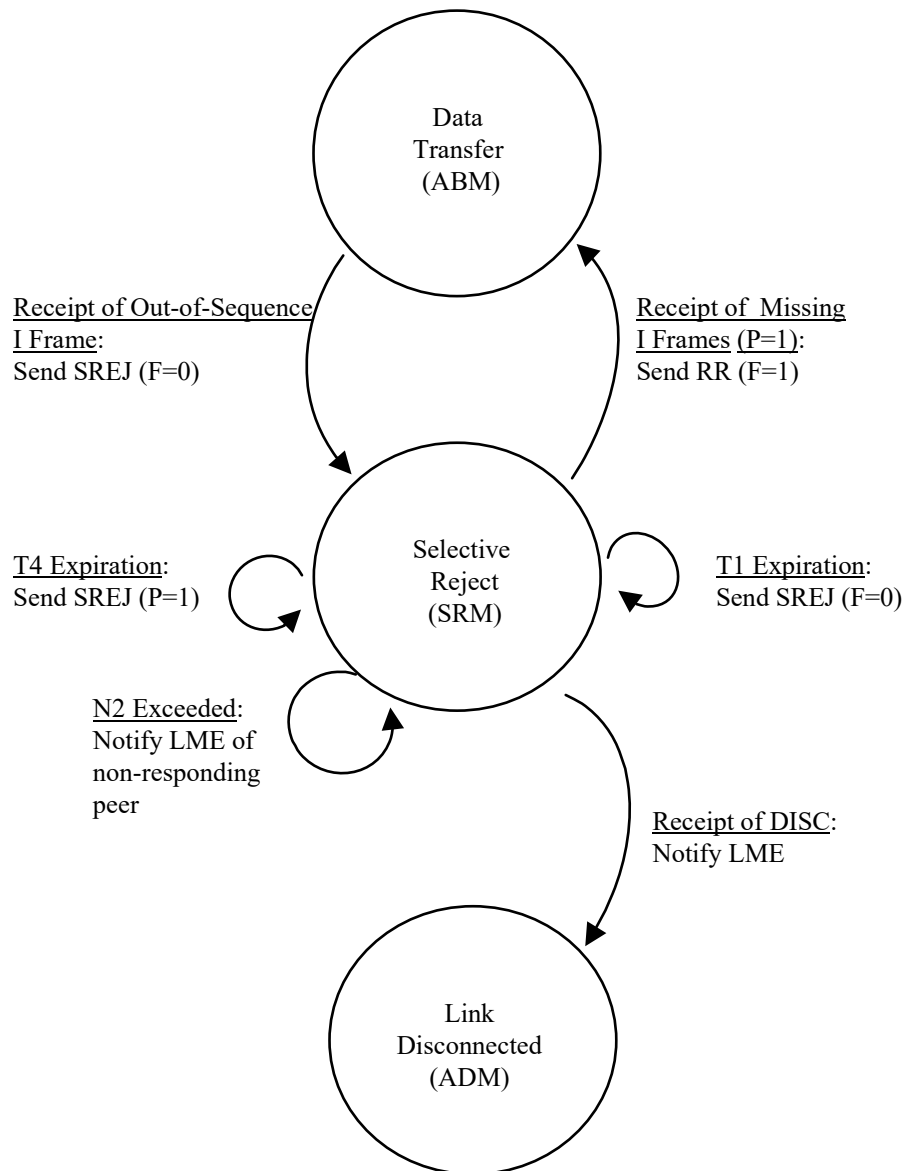 Data
Transfer
(ABM)
Receipt of Out-of-Sequence
I Frame:
Send SREJ (F=0)
Receipt of Missing
I Frames (P=1):
Send RR (F=1)
T4 Expiration:
Send SREJ (P=1)
Selective
Reject
(SRM)
T1 Expiration:
Send SREJ (F=0)
N2 Exceeded:
Notify LME of
non-responding
peer
Receipt of DISC:
Notify LME
Link
Disconnected
(ADM)